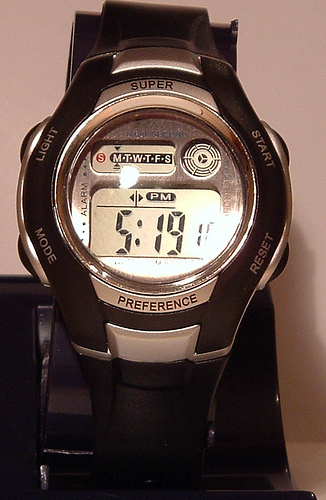 SUPER
LIGHT
START
S M•T•W•T•F•S
ALARM
PM
5:19
MODE
RESET
PREFERENCE